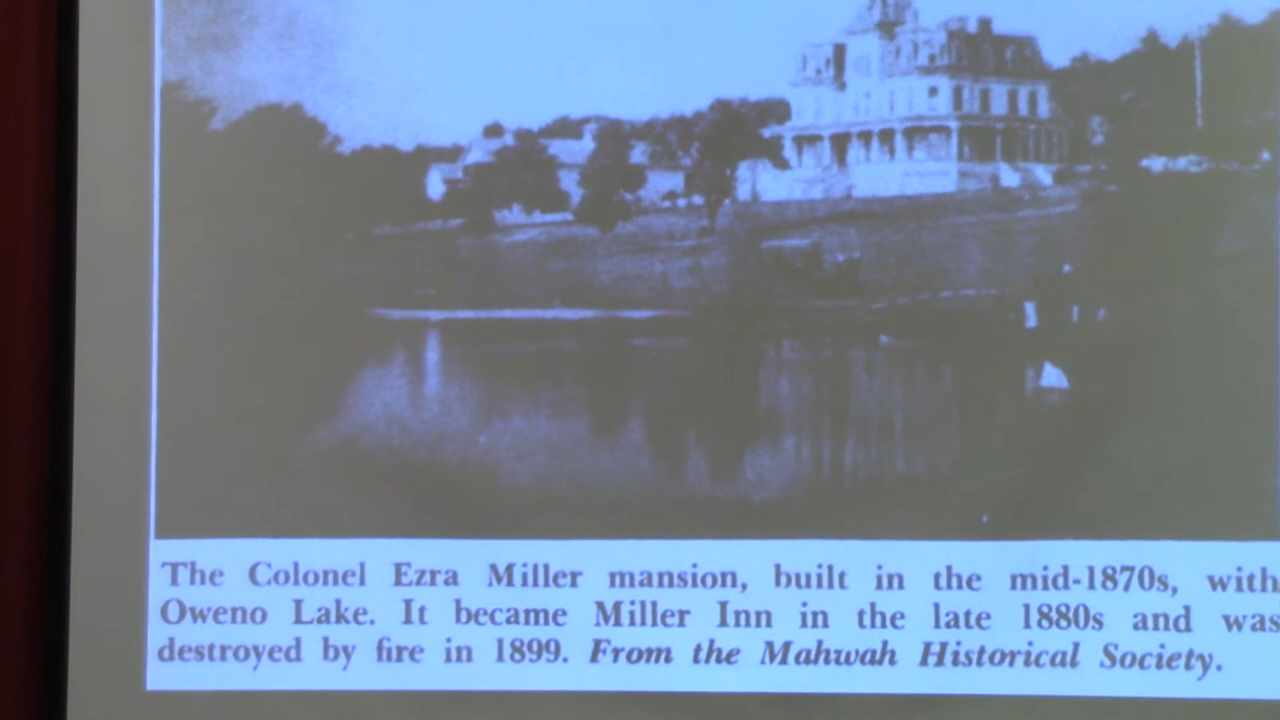 The Colonel Ezra Miller mansion, built in the mid-1870s, with
Oweno Lake. It became Miller Inn in the late 1880s and was
destroyed by fire in 1899. From the Mahwah Historical Society.